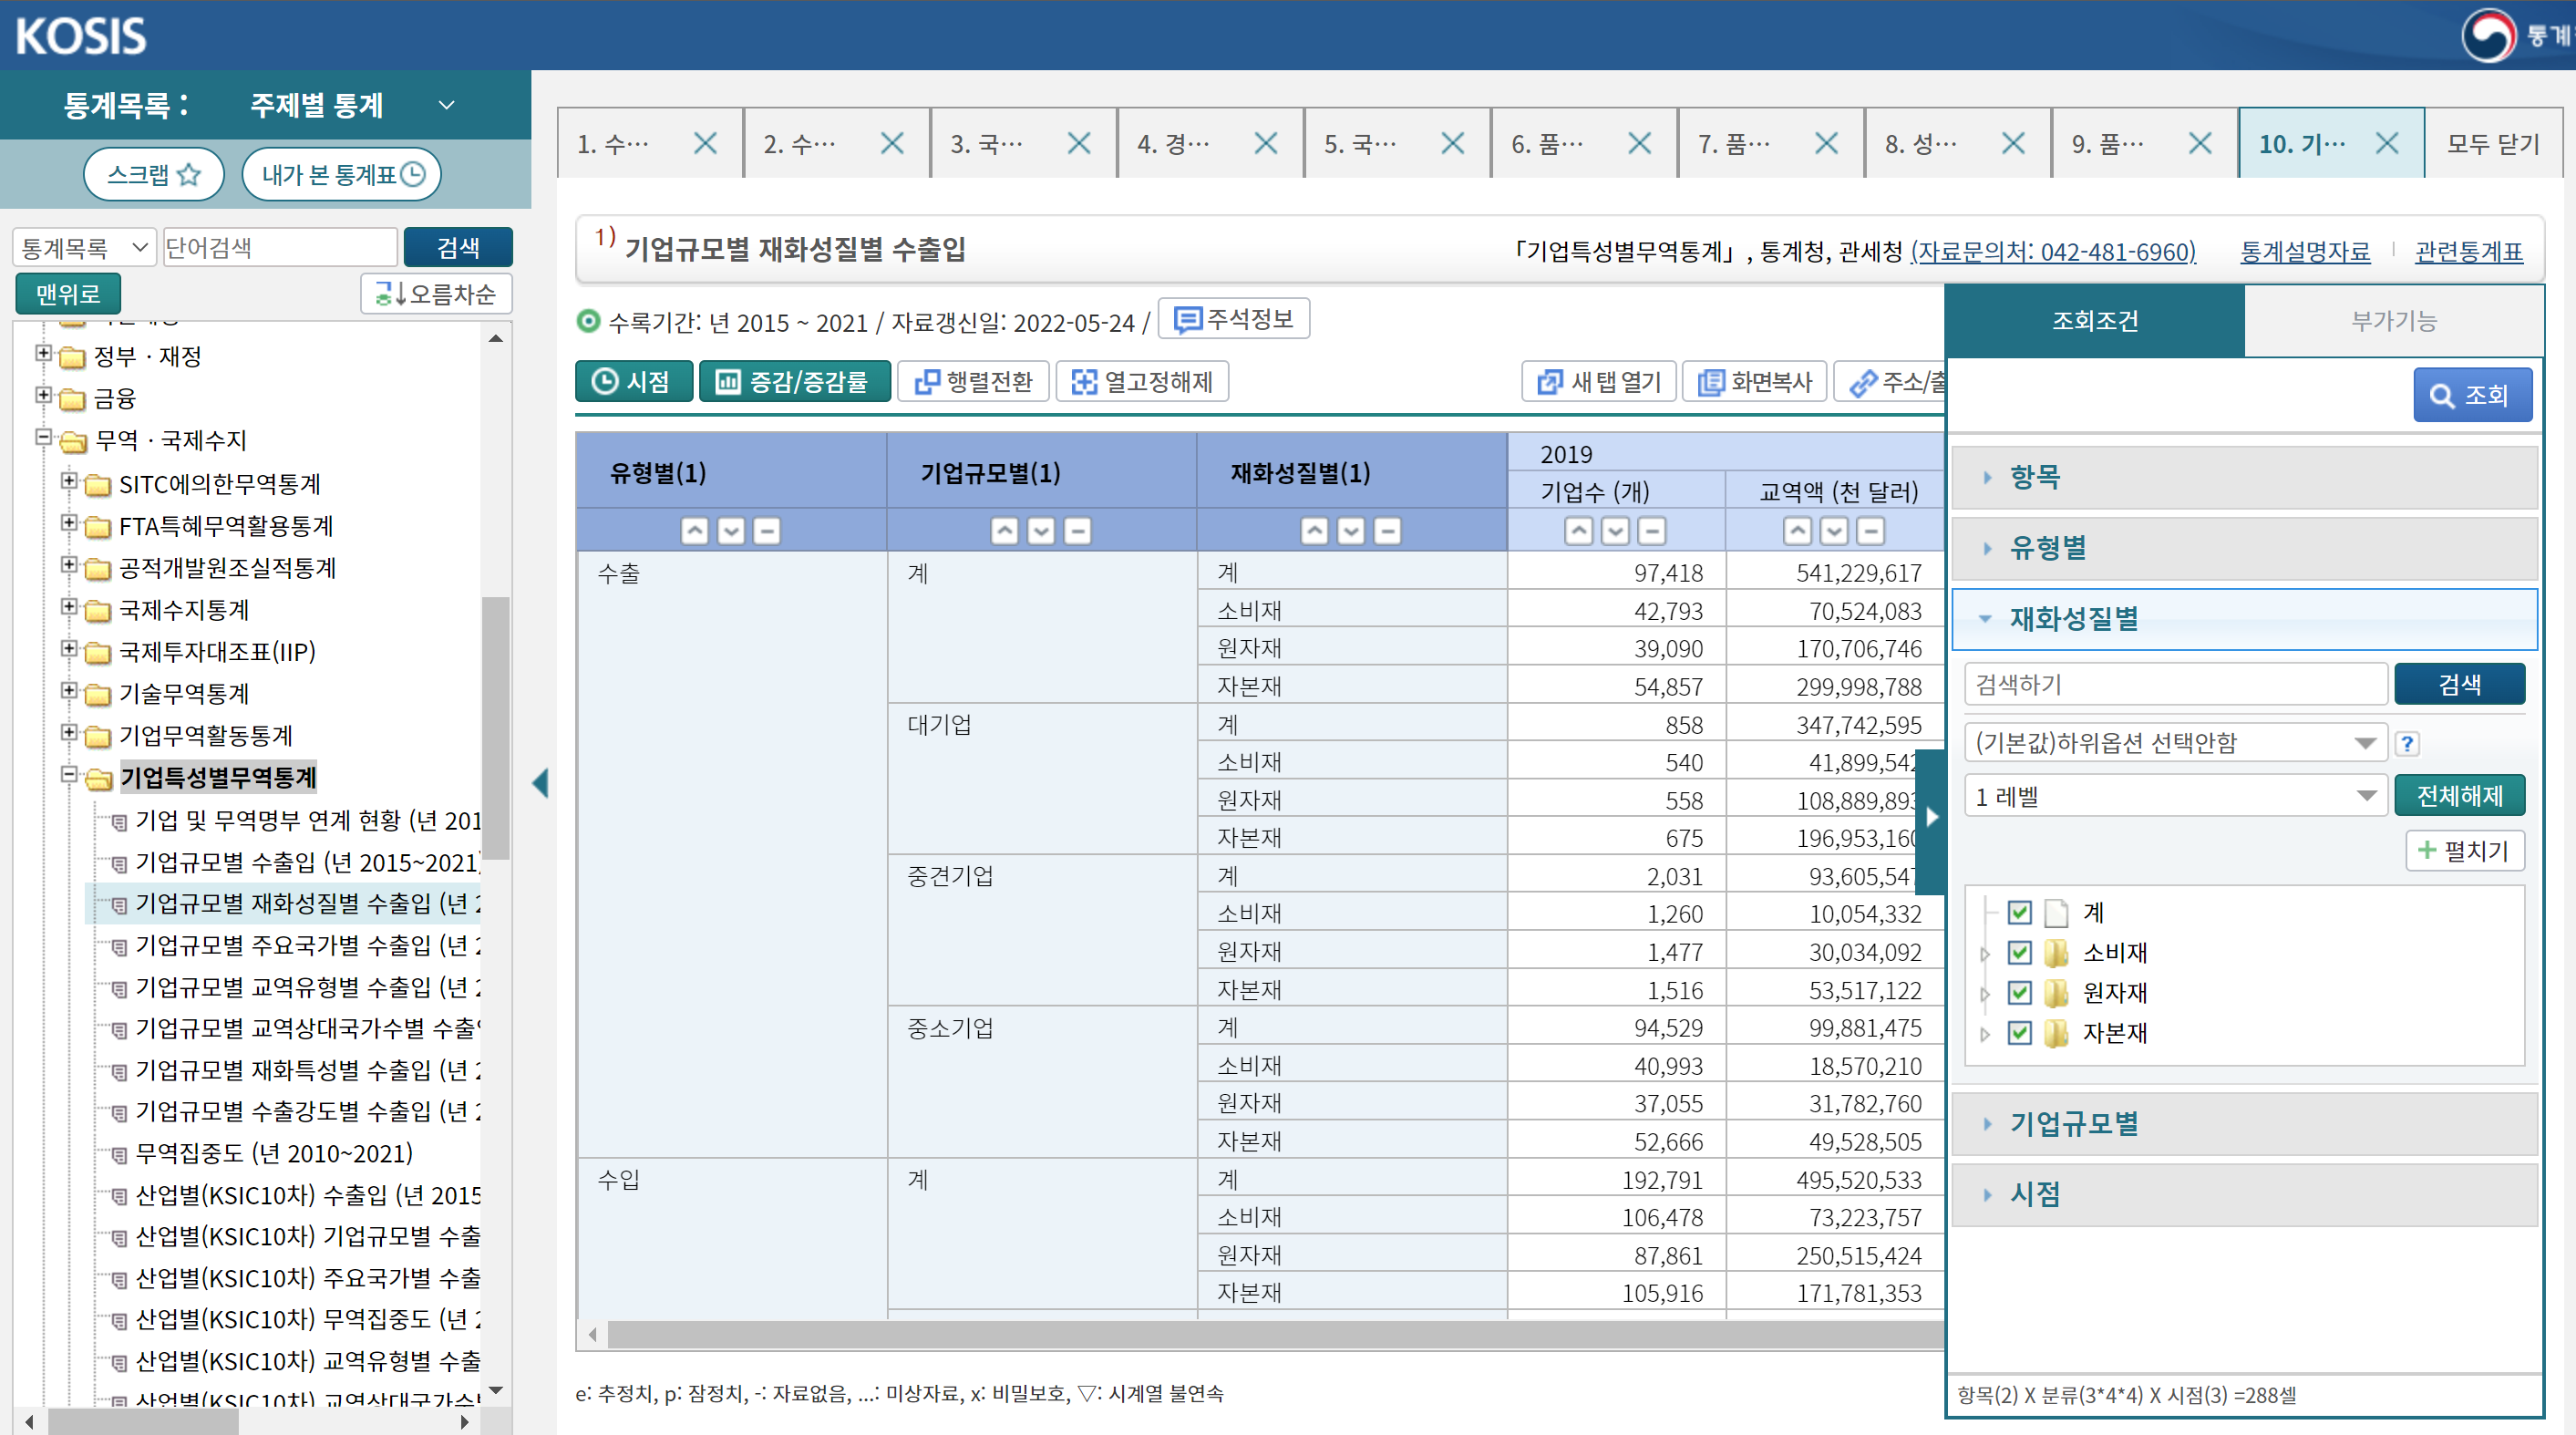 KOSIS
통계
통계목록 : 주제별 통계
스크랩 내가 본 통계표
통계목록 단어검색 검색
맨위로 오름차순
정부 · 재정
금융
무역 · 국제수지
SITC에의한무역통계
FTA특혜무역활용통계
공적개발원조실적통계
국제수지통계
국제투자대조표(IIP)
기술무역통계
기업무역활동통계
기업특성별무역통계
기업 및 무역명부 연계 현황 (년 201
기업규모별 수출입 (년 2015~2021)
기업규모별 재화성질별 수출입 (년 2
기업규모별 주요국가별 수출입 (년 2
기업규모별 교역유형별 수출입 (년 2
기업규모별 교역상대국가수별 수출입
기업규모별 재화특성별 수출입 (년 2
기업규모별 수출강도별 수출입 (년 2
무역집중도 (년 2010~2021)
산업별(KSIC10차) 수출입 (년 2015
산업별(KSIC10차) 기업규모별 수출
산업별(KSIC10차) 주요국가별 수출
산업별(KSIC10차) 무역집중도 (년 2
산업별(KSIC10차) 교역유형별 수출
산업별(KSIC10차) 교역상대국가수별
1. 수… 2. 수… 3. 국… 4. 경… 5. 국… 6. 품… 7. 품… 8. 성… 9. 품… 10. 기… 모두 닫기
1) 기업규모별 재화성질별 수출입 「기업특성별무역통계」, 통계청, 관세청 (자료문의처: 042-481-6960) 통계설명자료 관련통계표
수록기간: 년 2015 ~ 2021 / 자료갱신일: 2022-05-24 / 주석정보
시점 증감/증감률 행렬전환 열고정해제 새 탭 열기 화면복사 주소/출
유형별(1) 기업규모별(1) 재화성질별(1) 2019
기업수 (개) 교역액 (천 달러)
수출 계 계 97,418 541,229,617
소비재 42,793 70,524,083
원자재 39,090 170,706,746
자본재 54,857 299,998,788
대기업 계 858 347,742,595
소비재 540 41,899,542
원자재 558 108,889,893
자본재 675 196,953,160
중견기업 계 2,031 93,605,547
소비재 1,260 10,054,332
원자재 1,477 30,034,092
자본재 1,516 53,517,122
중소기업 계 94,529 99,881,475
소비재 40,993 18,570,210
원자재 37,055 31,782,760
자본재 52,666 49,528,505
수입 계 계 192,791 495,520,533
소비재 106,478 73,223,757
원자재 87,861 250,515,424
자본재 105,916 171,781,353
e: 추정치, p: 잠정치, -: 자료없음, ...: 미상자료, x: 비밀보호, ▽: 시계열 불연속
조회조건 부가기능
조회
항목
유형별
재화성질별
검색하기 검색
(기본값)하위옵션 선택안함 ?
1 레벨 전체해제
펼치기
계
소비재
원자재
자본재
기업규모별
시점
항목(2) X 분류(3*4*4) X 시점(3) =288셀